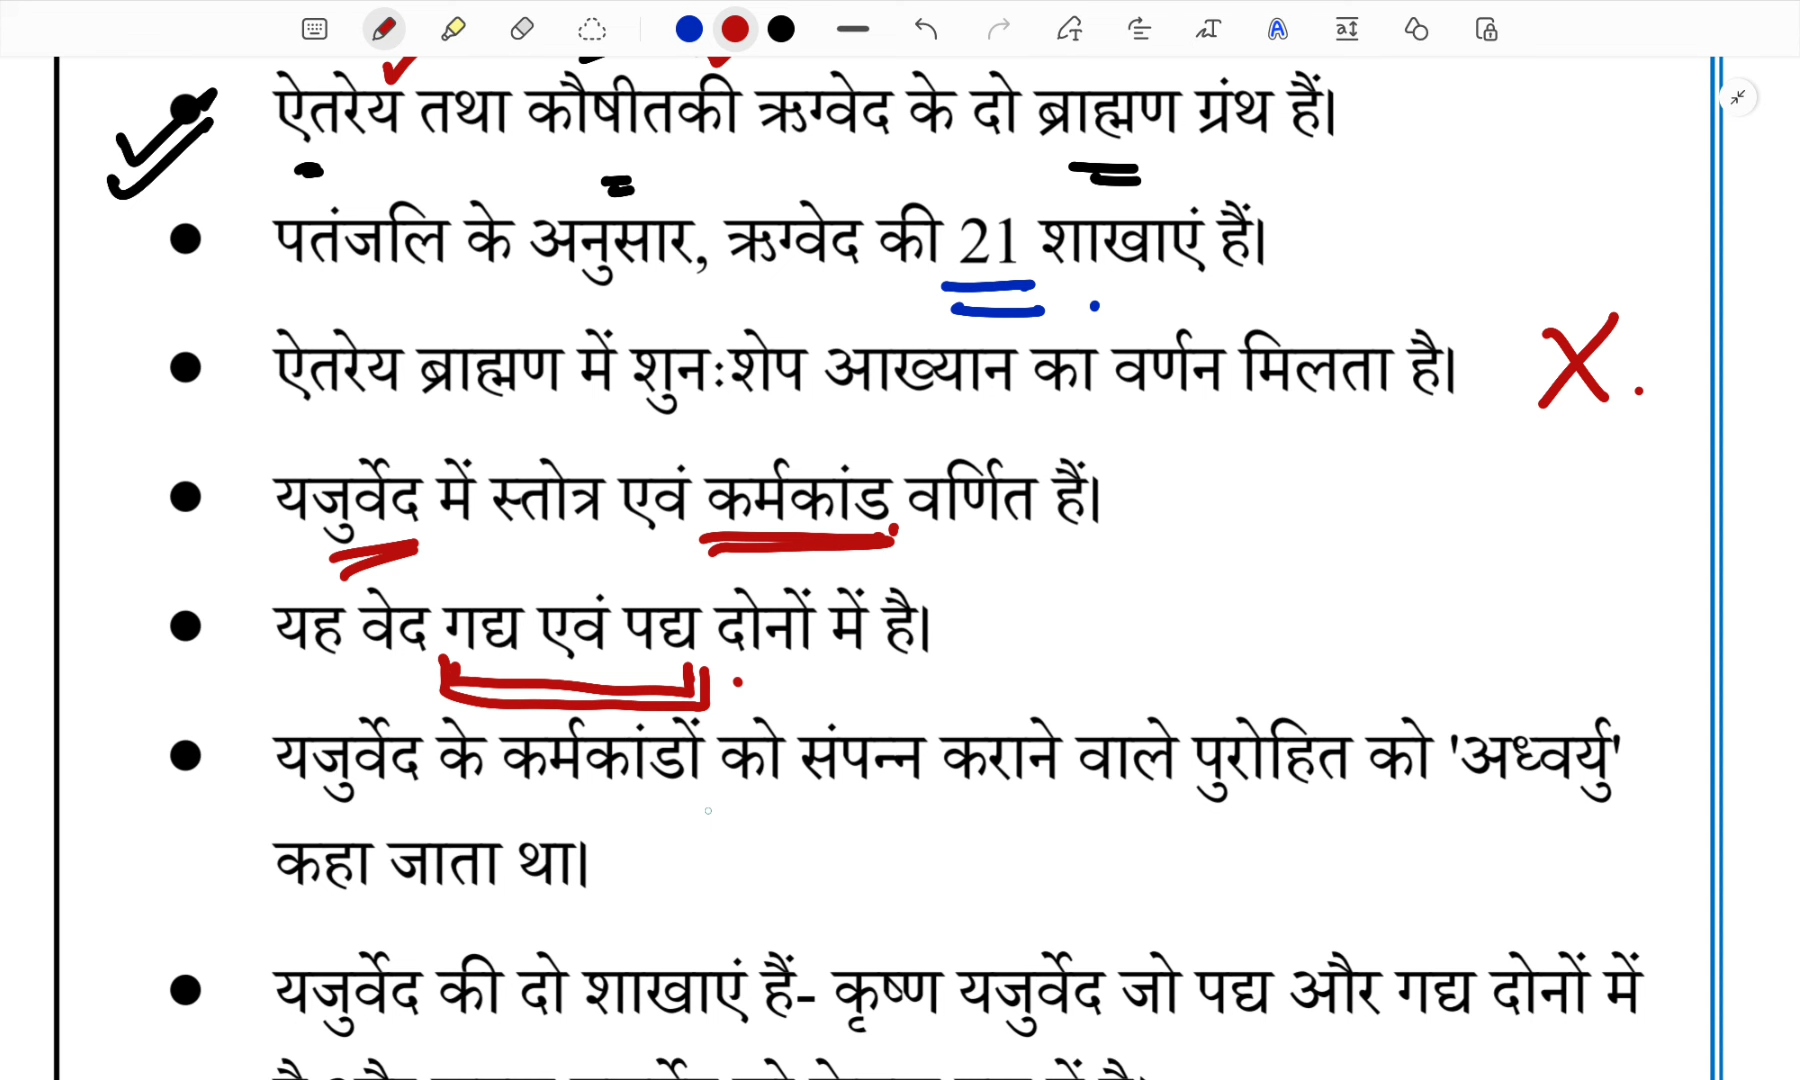 ऐतरेय तथा कौषीतकी ऋग्वेद के दो ब्राह्मण ग्रंथ हैं।
पतंजलि के अनुसार, ऋग्वेद की 21 शाखाएं हैं।
ऐतरेय ब्राह्मण में शुनःशेप आख्यान का वर्णन मिलता है।
यजुर्वेद में स्तोत्र एवं कर्मकांड वर्णित हैं।
यह वेद गद्य एवं पद्य दोनों में है।
यजुर्वेद के कर्मकांडों को संपन्न कराने वाले पुरोहित को 'अध्वर्यु'
कहा जाता था।
यजुर्वेद की दो शाखाएं हैं- कृष्ण यजुर्वेद जो पद्य और गद्य दोनों में